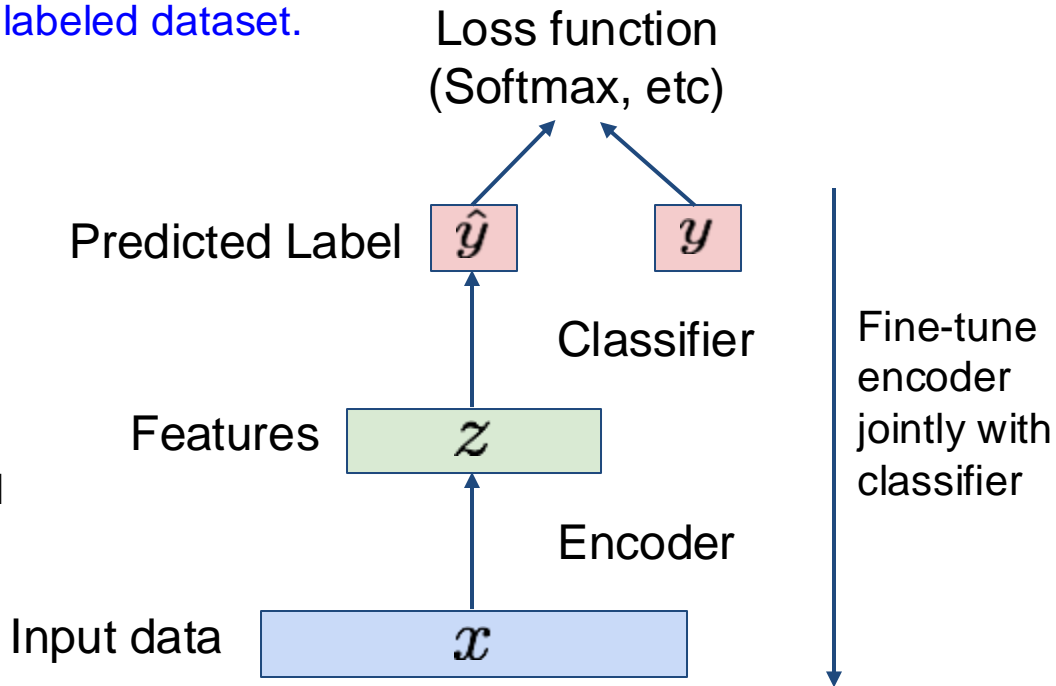 labeled dataset.
Loss function
(Softmax, etc)
Predicted Label
ŷ
y
Classifier
Fine-tune
encoder
jointly with
classifier
Features
z
Encoder
Input data
x